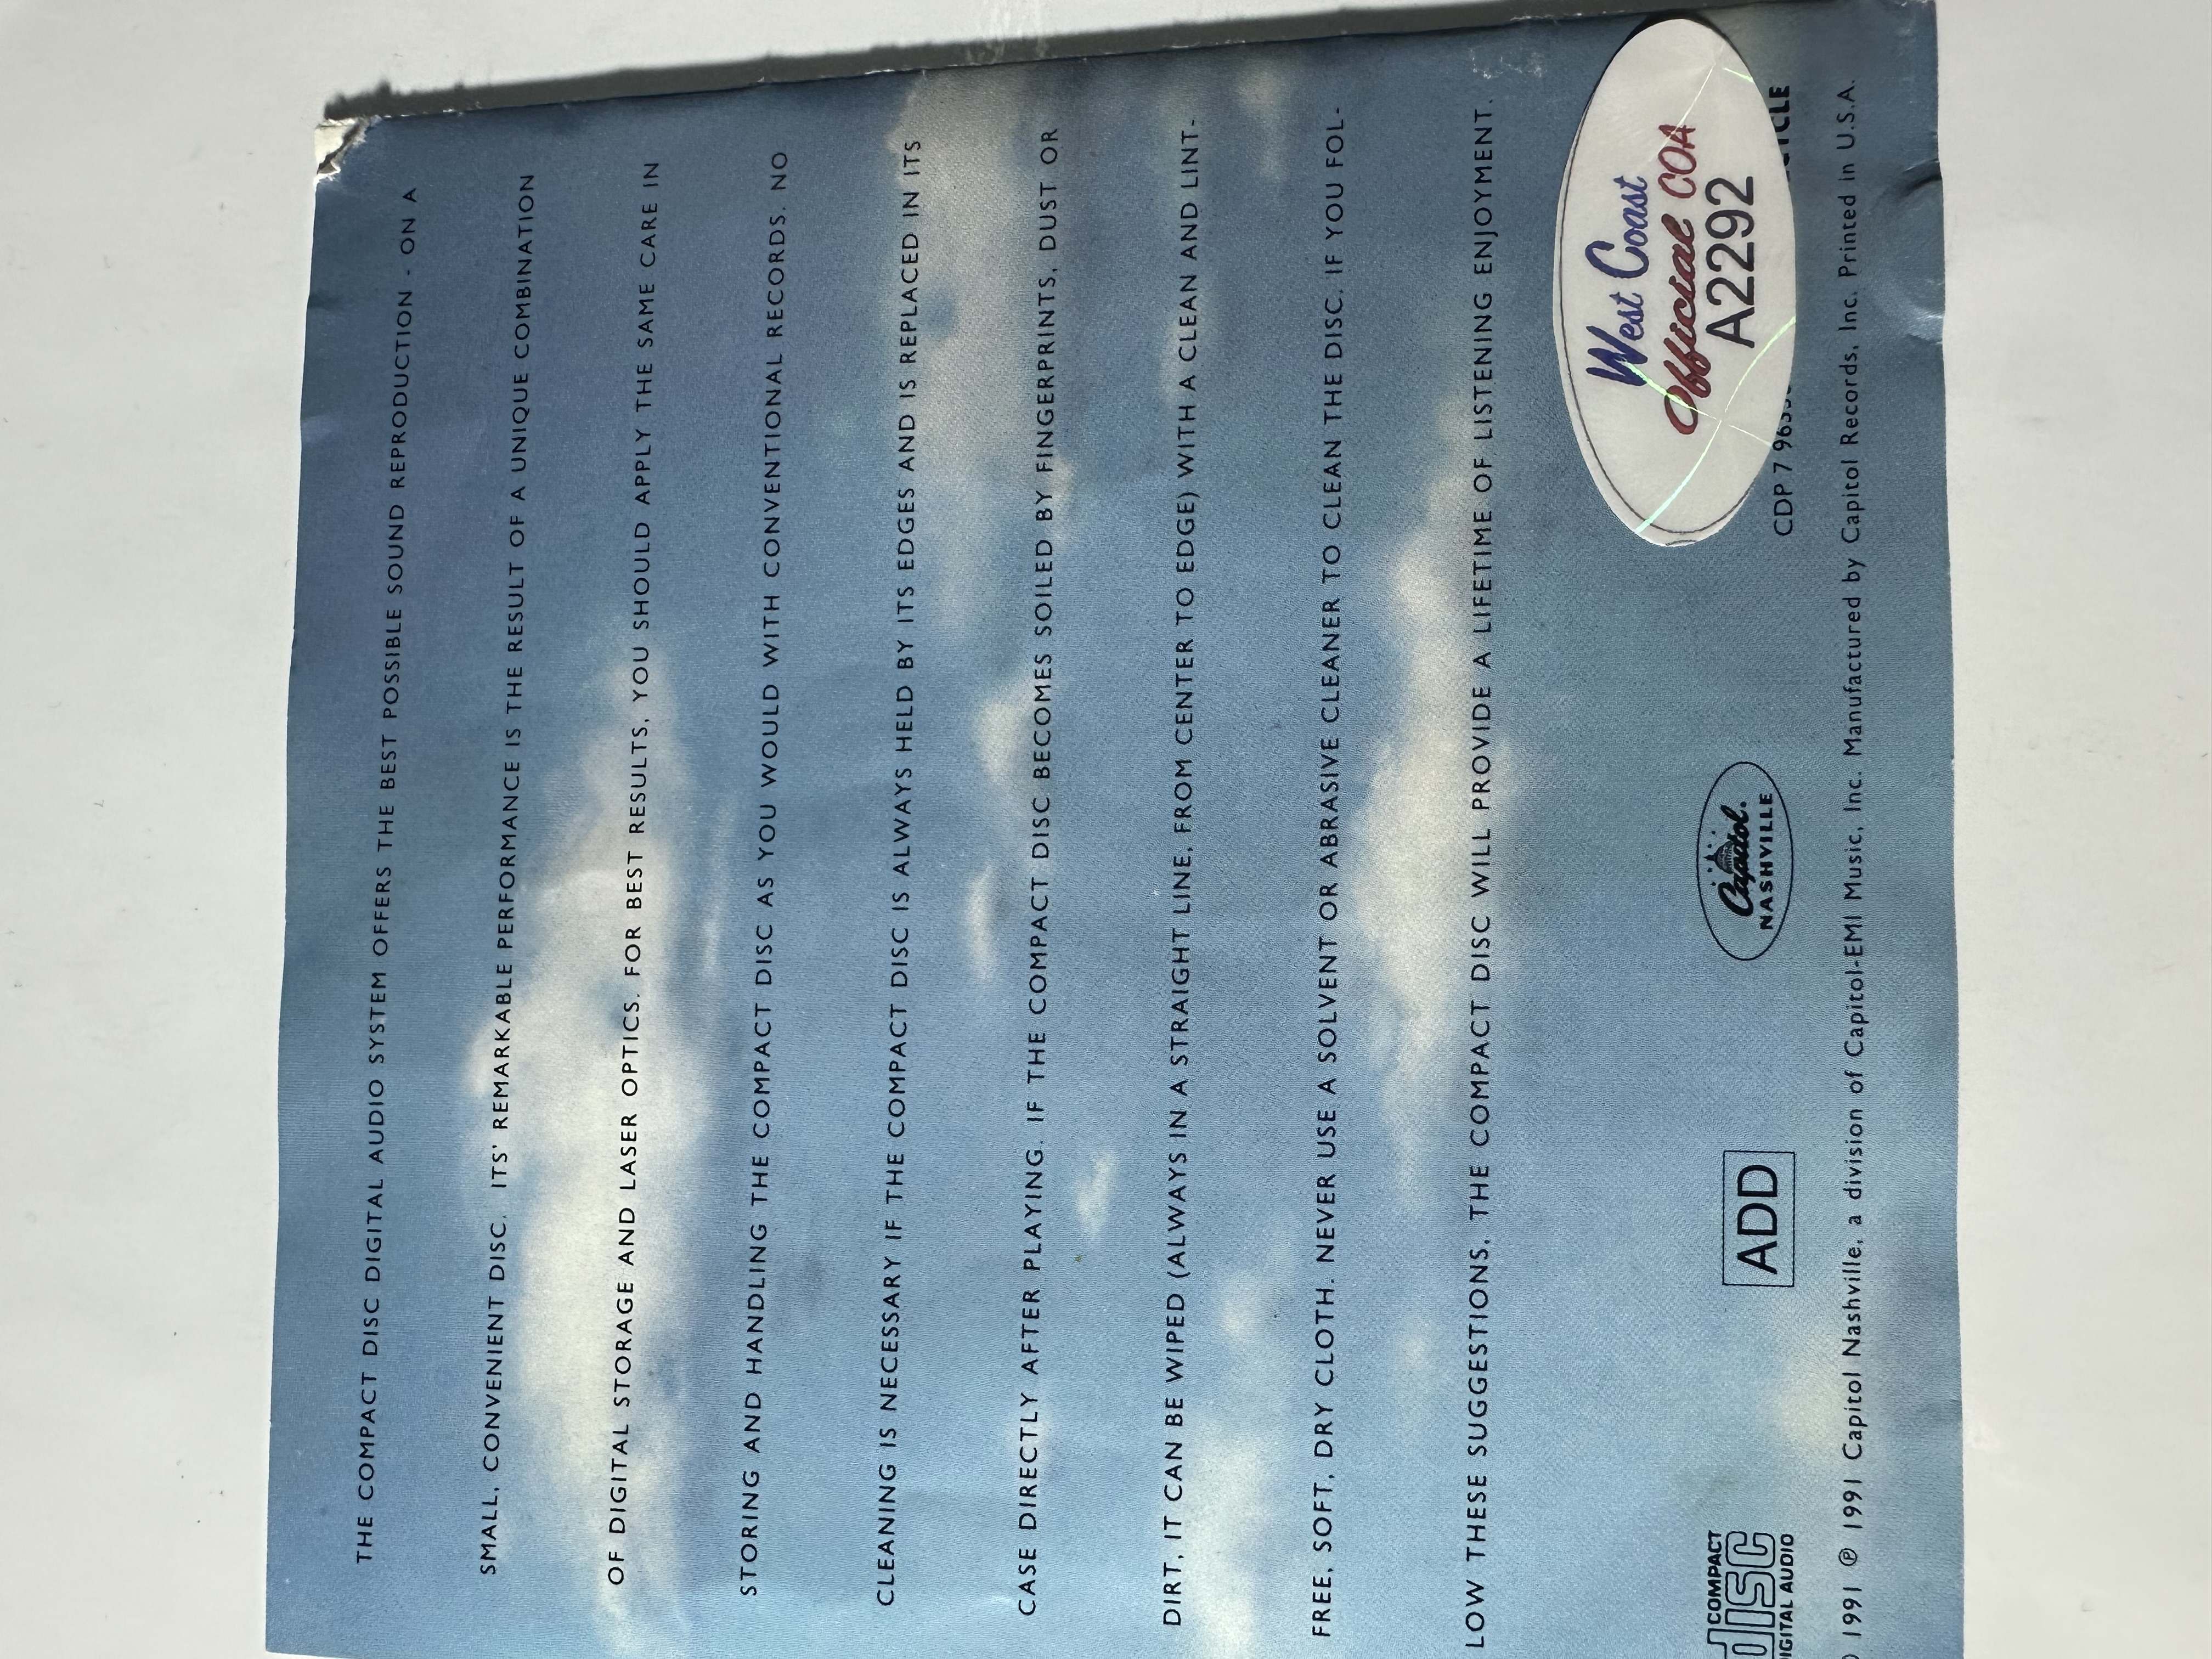 THE COMPACT DISC DIGITAL AUDIO SYSTEM OFFERS THE BEST POSSIBLE SOUND REPRODUCTION - ON A
SMALL, CONVENIENT DISC. ITS' REMARKABLE PERFORMANCE IS THE RESULT OF A UNIQUE COMBINATION
OF DIGITAL STORAGE AND LASER OPTICS. FOR BEST RESULTS, YOU SHOULD APPLY THE SAME CARE IN
STORING AND HANDLING THE COMPACT DISC AS YOU WOULD WITH CONVENTIONAL RECORDS. NO
CLEANING IS NECESSARY IF THE COMPACT DISC IS ALWAYS HELD BY ITS EDGES AND IS REPLACED IN ITS
CASE DIRECTLY AFTER PLAYING. IF THE COMPACT DISC BECOMES SOILED BY FINGERPRINTS, DUST OR
DIRT, IT CAN BE WIPED (ALWAYS IN A STRAIGHT LINE, FROM CENTER TO EDGE) WITH A CLEAN AND LINT-
FREE, SOFT, DRY CLOTH. NEVER USE A SOLVENT OR ABRASIVE CLEANER TO CLEAN THE DISC. IF YOU FOL-
LOW THESE SUGGESTIONS, THE COMPACT DISC WILL PROVIDE A LIFETIME OF LISTENING ENJOYMENT.
West Coast
Official COA
A2292
COMPACT
disc
DIGITAL AUDIO
ADD
Capitol.
NASHVILLE
CDP 7
1991 ℗ 1991 Capitol Nashville, a division of Capitol-EMI Music, Inc. Manufactured by Capitol Records, Inc. Printed in U.S.A.